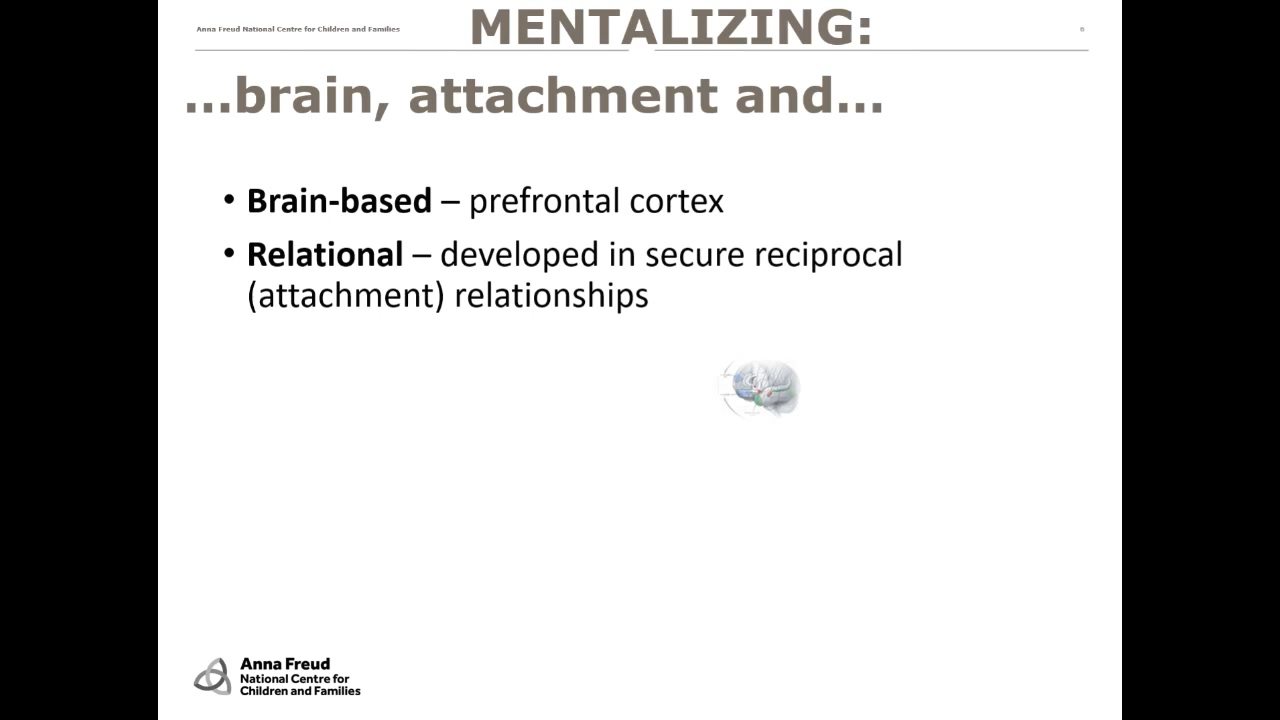 Anna Freud National Centre for Children and Families
MENTALIZING:
6
...brain, attachment and...
• Brain-based – prefrontal cortex
• Relational – developed in secure reciprocal
(attachment) relationships
Anna Freud
National Centre for
Children and Families